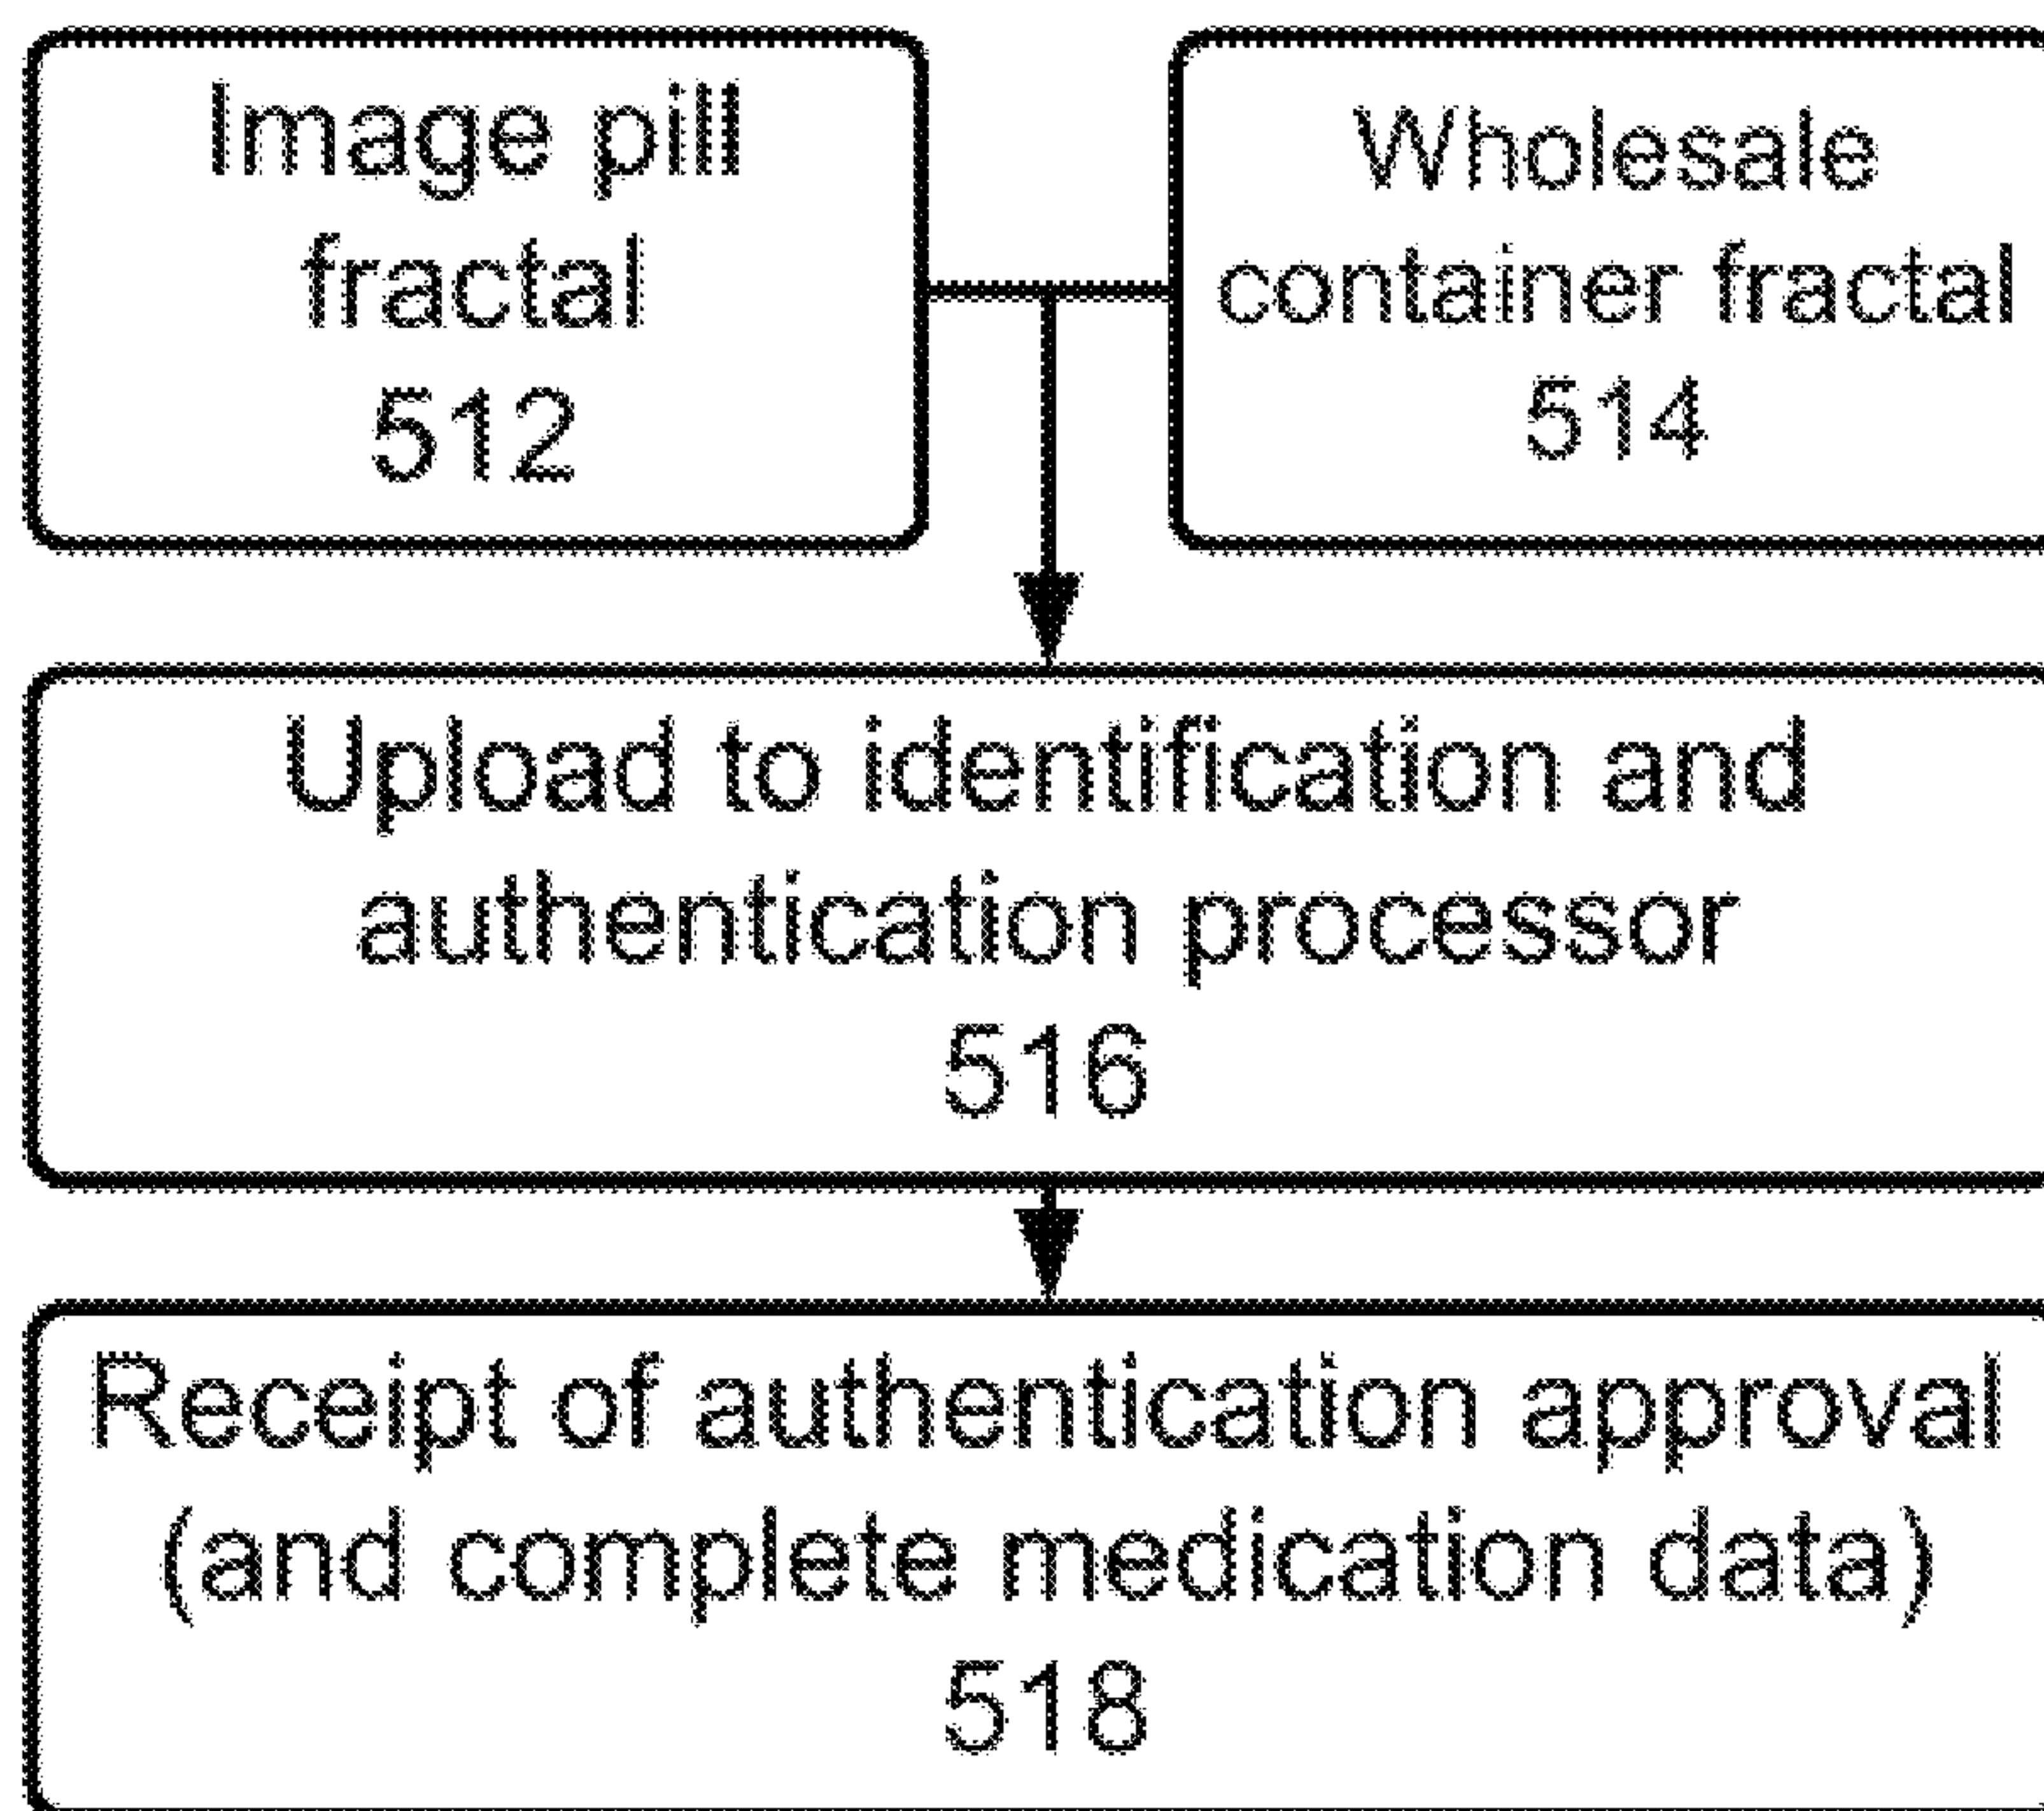 Image pill
fractal
512
Wholesale
container fractal
514
Upload to identification and
authentication processor
516
Receipt of authentication approval
(and complete medication data)
518